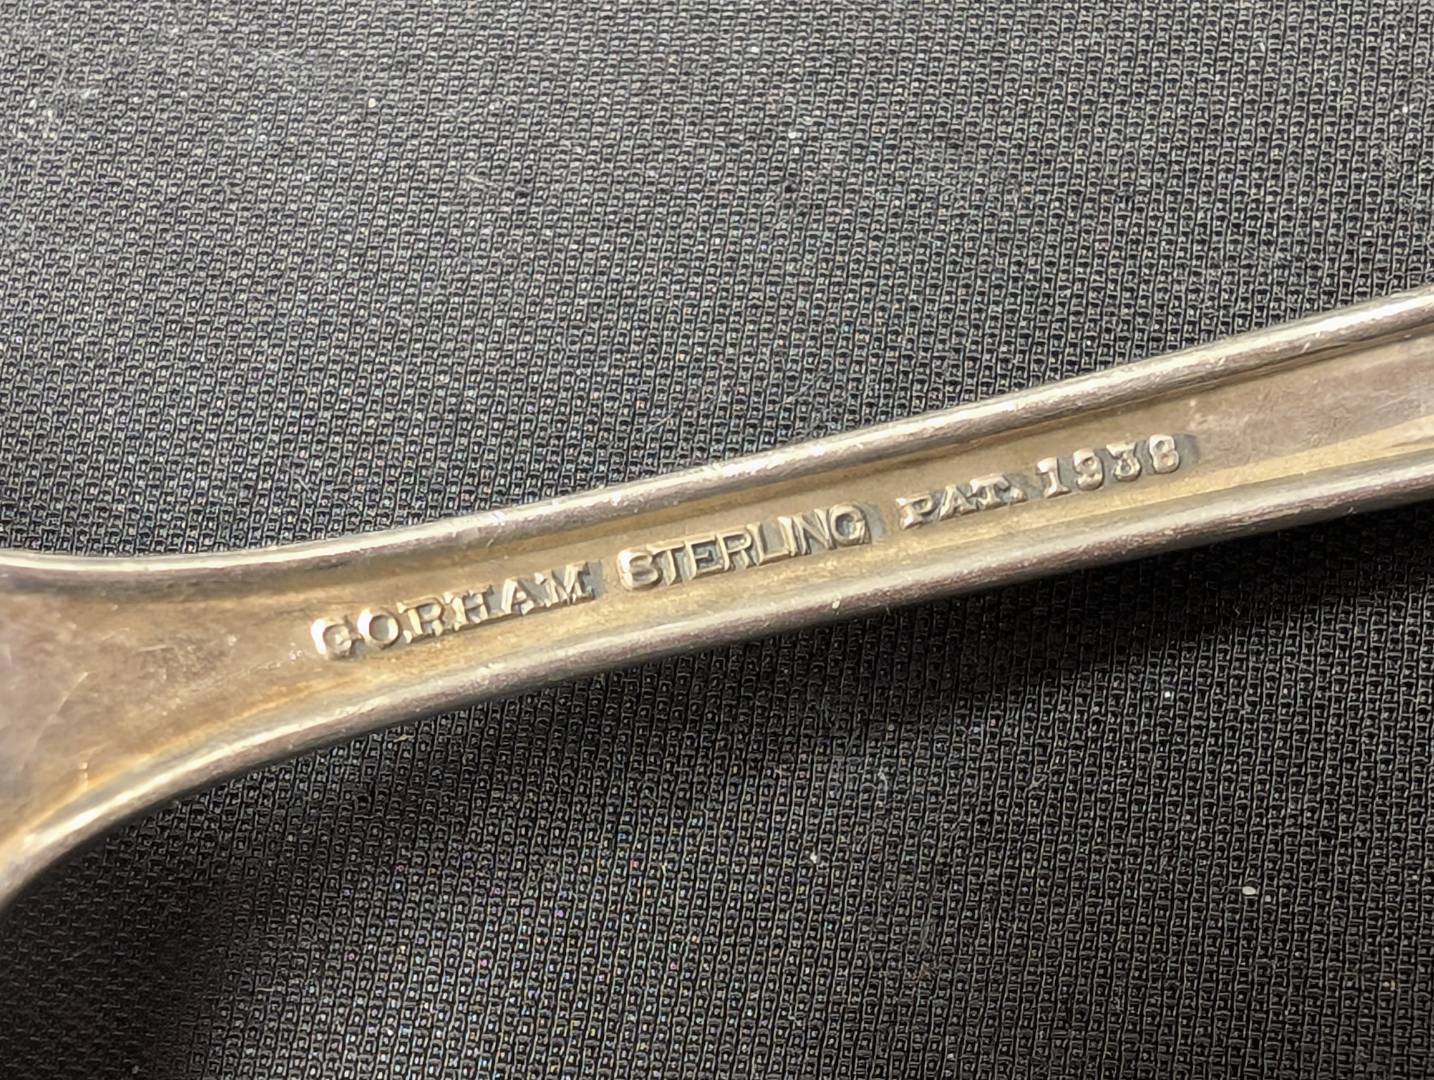 GORHAM STERLING PAT. 1938